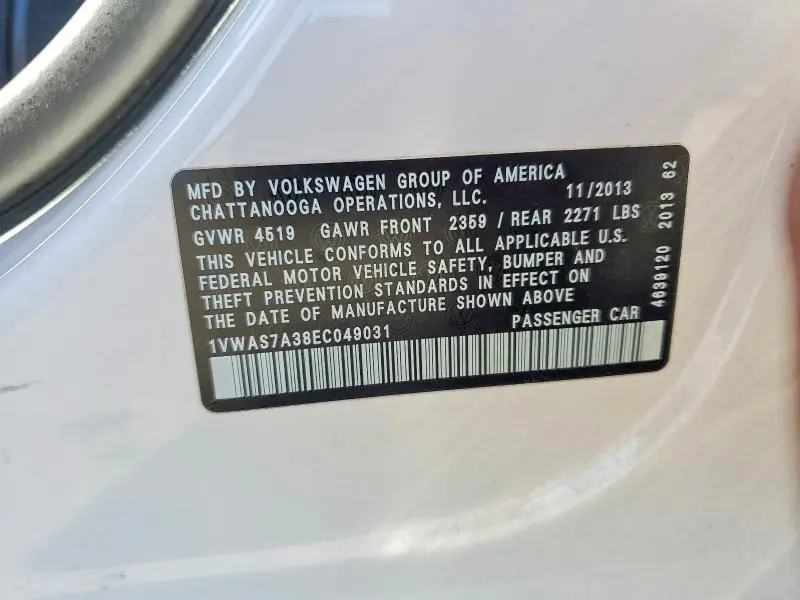 MFD BY VOLKSWAGEN GROUP OF AMERICA
CHATTANOOGA OPERATIONS, LLC. 11/2013
GVWR 4519 GAWR FRONT 2359 / REAR 2271 LBS
THIS VEHICLE CONFORMS TO ALL APPLICABLE U.S.
FEDERAL MOTOR VEHICLE SAFETY, BUMPER AND
THEFT PREVENTION STANDARDS IN EFFECT ON
THE DATE OF MANUFACTURE SHOWN ABOVE
1VWAS7A38EC049031 PASSENGER CAR
4639120 2013 62